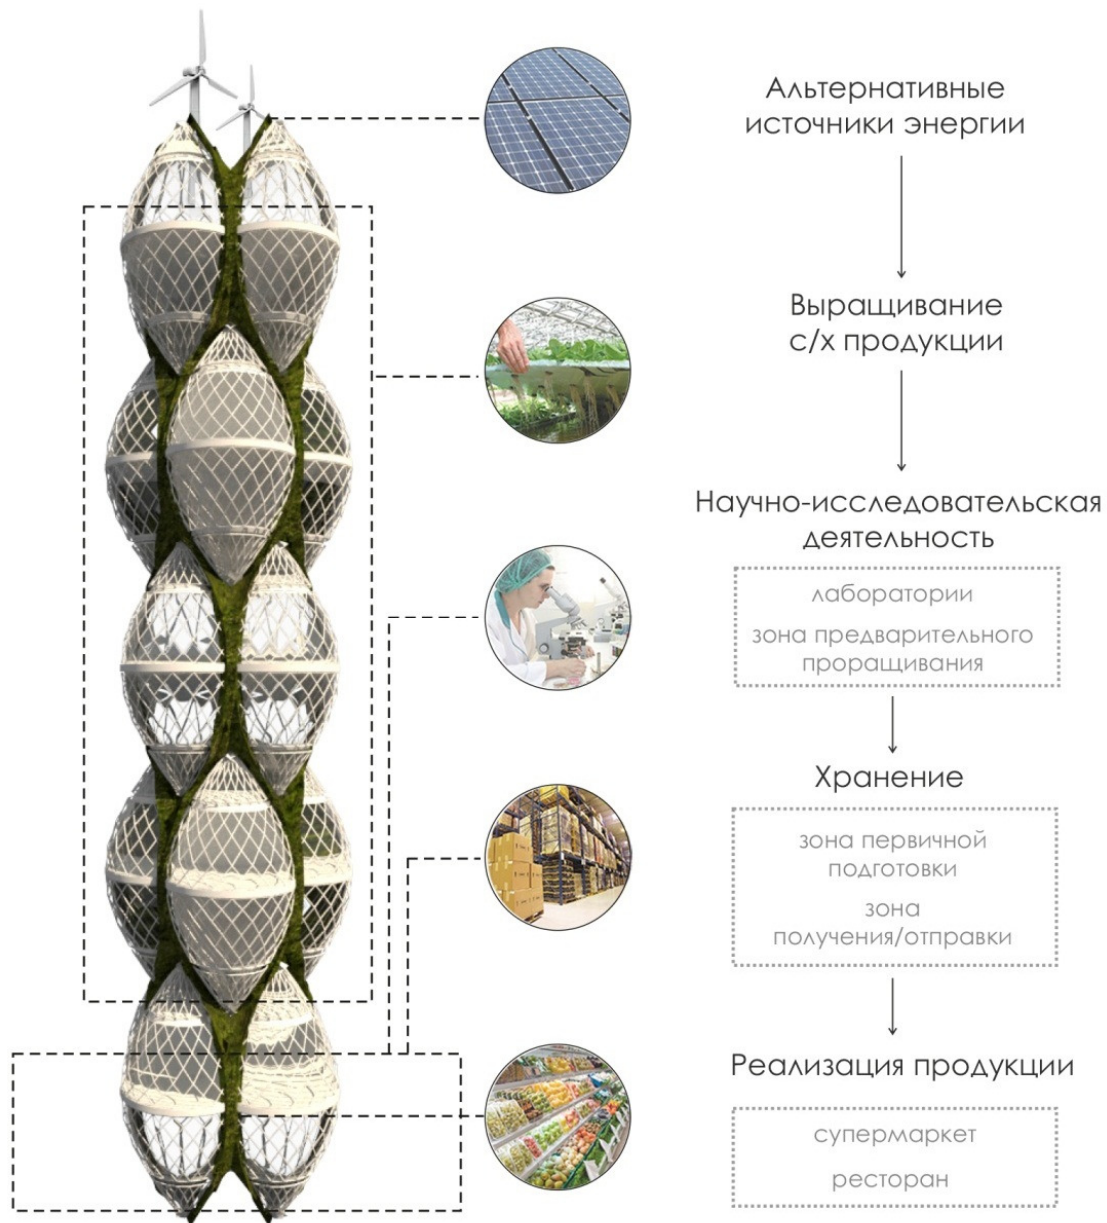 Альтернативные
источники энергии
Выращивание
с/х продукции
Научно-исследовательская
деятельность
лаборатории
зона предварительного
проращивания
Хранение
зона первичной
подготовки
зона
получения/отправки
Реализация продукции
супермаркет
ресторан